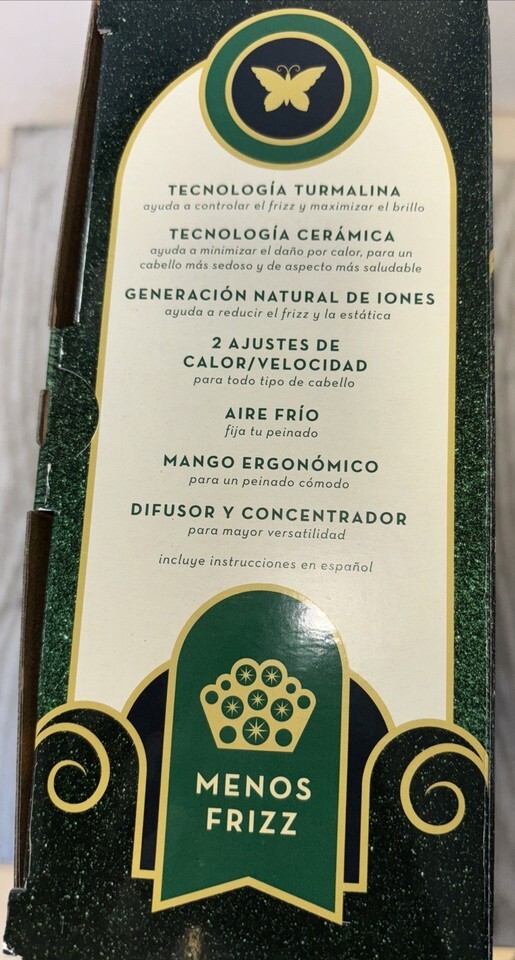 TECNOLOGÍA TURMALINA
ayuda a controlar el frizz y maximizar el brillo
TECNOLOGÍA CERÁMICA
ayuda a minimizar el daño por calor, para un
cabello más sedoso y de aspecto más saludable
GENERACIÓN NATURAL DE IONES
ayuda a reducir el frizz y la estática
2 AJUSTES DE
CALOR/VELOCIDAD
para todo tipo de cabello
AIRE FRÍO
fija tu peinado
MANGO ERGONÓMICO
para un peinado cómodo
DIFUSOR Y CONCENTRADOR
para mayor versatilidad
incluye instrucciones en español
MENOS
FRIZZ